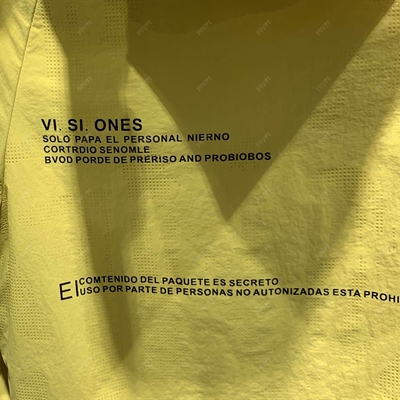 VI. SI. ONES
SOLO PAPA EL PERSONAL NIERNO
CORTRDIO SENOMLE
BVOD PORDE DE PRERISO AND PROBIOBOS
El COMTENIDO DEL PAQUETE ES SECRETO
USO POR PARTE DE PERSONAS NO AUTONIZADAS ESTA PROHI